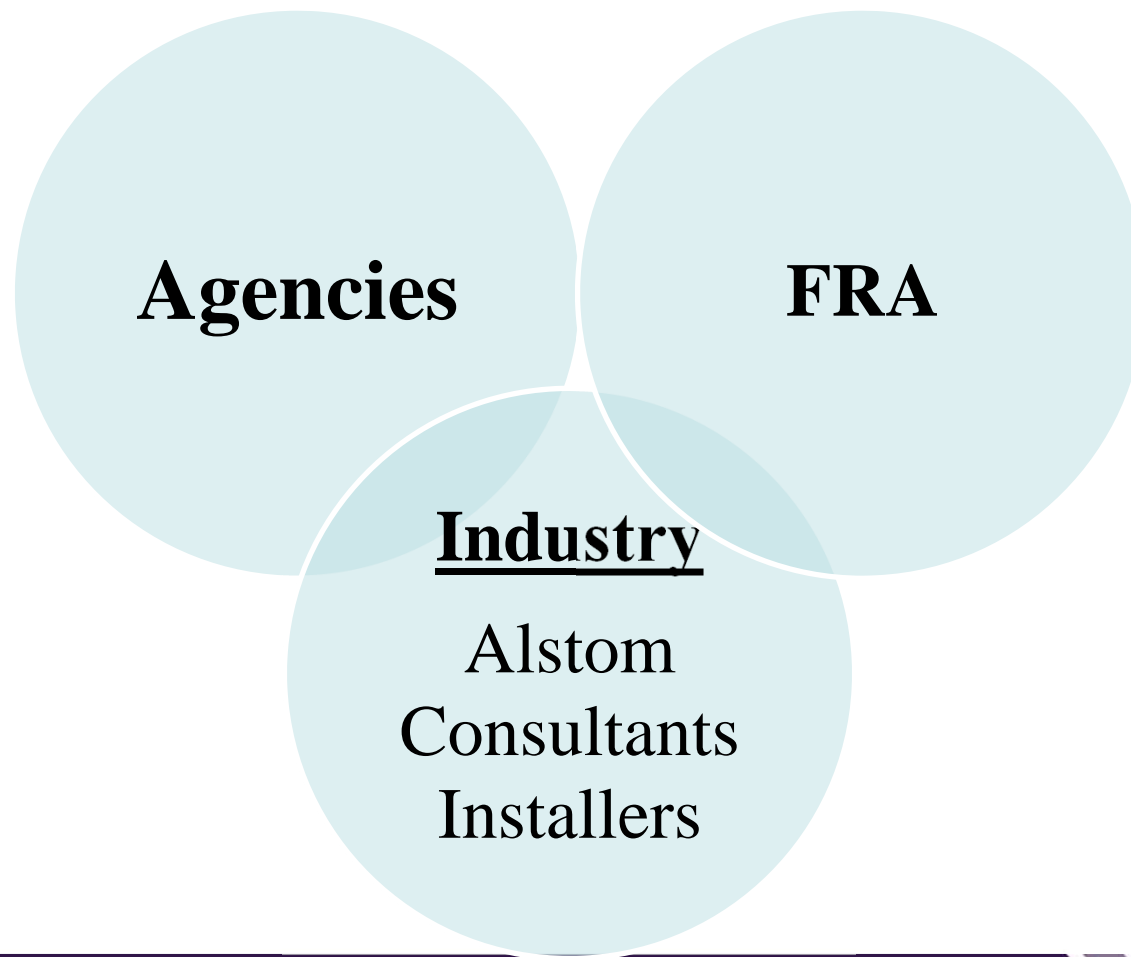 Agencies
FRA
Industry
Alstom
Consultants
Installers